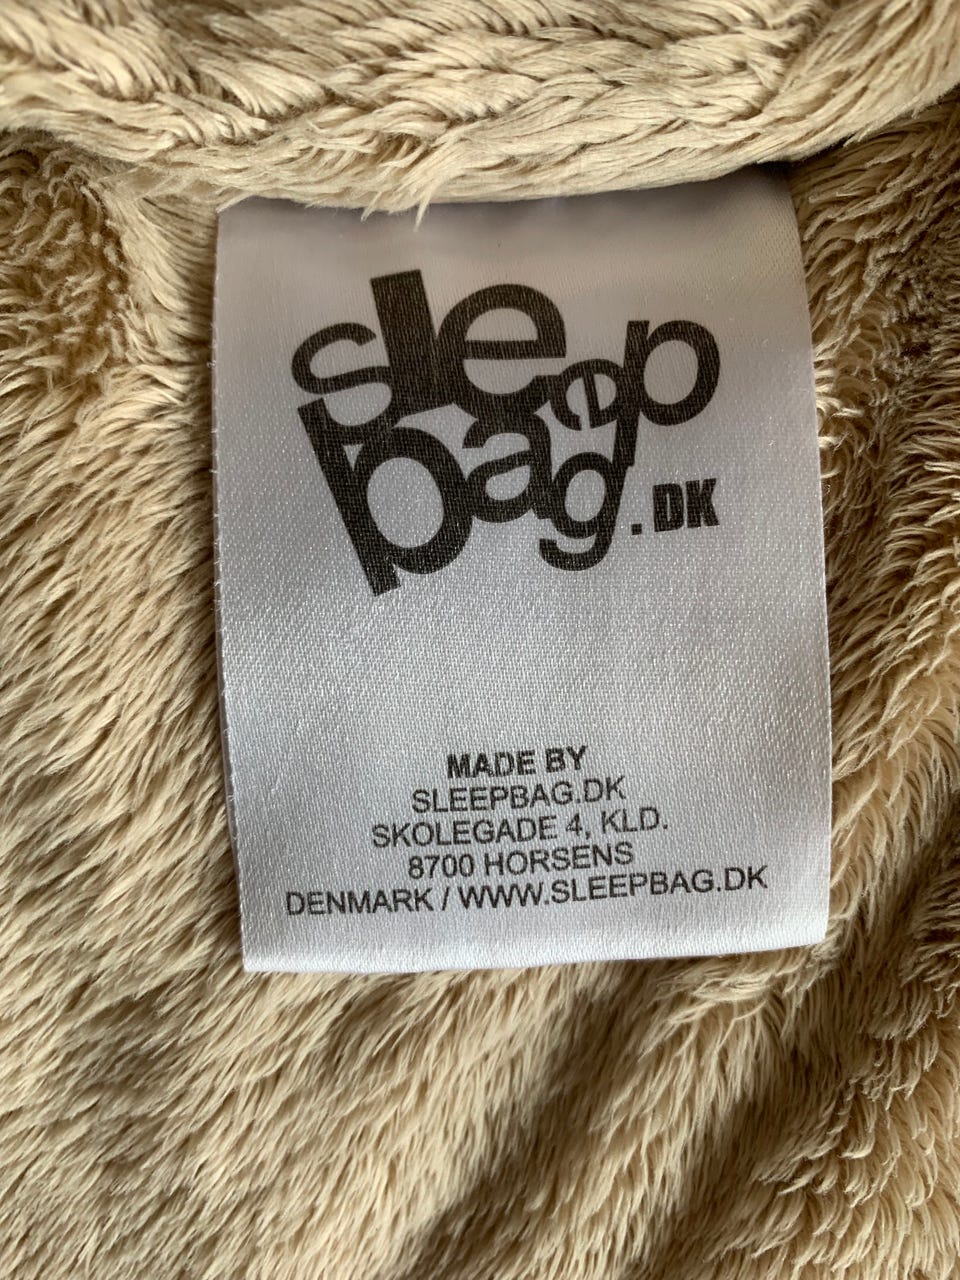 sleep
bag.DK
MADE BY
SLEEPBAG.DK
SKOLEGADE 4, KLD.
8700 HORSENS
DENMARK / WWW.SLEEPBAG.DK